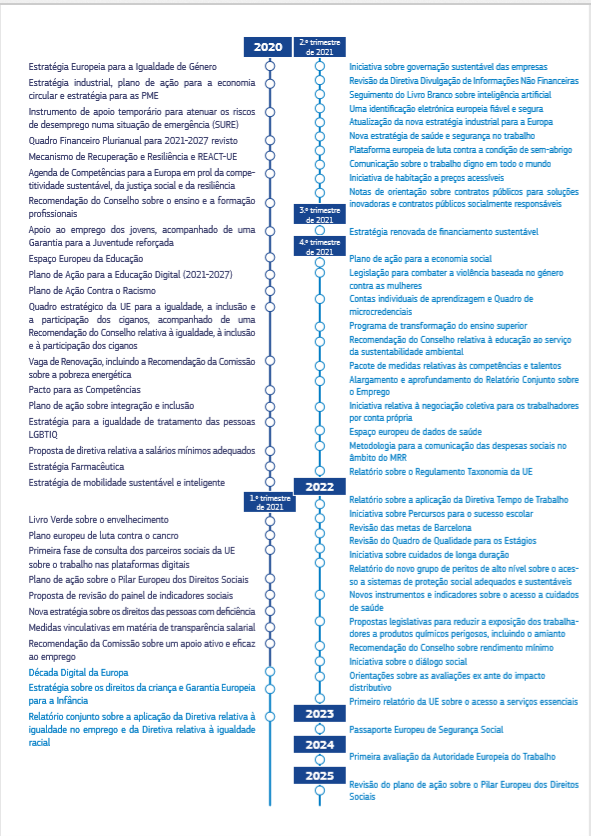 2020
Estratégia Europeia para a Igualdade de Género
Estratégia industrial, plano de ação para a economia
circular e estratégia para as PME
Instrumento de apoio temporário para atenuar os riscos
de desemprego numa situação de emergência (SURE)
Quadro Financeiro Plurianual para 2021-2027 revisto
Mecanismo de Recuperação e Resiliência e REACT-UE
Agenda de Competências para a Europa em prol da compe-
titividade sustentável, da justiça social e da resiliência
Recomendação do Conselho sobre o ensino e a formação
profissionais
Apoio ao emprego dos jovens, acompanhado de uma
Garantia para a Juventude reforçada
Espaço Europeu da Educação
Plano de Ação para a Educação Digital (2021-2027)
Plano de Ação Contra o Racismo
Quadro estratégico da UE para a igualdade, a inclusão e
a participação dos ciganos, acompanhado de uma
Recomendação do Conselho relativa à igualdade, à inclusão
e à participação dos ciganos
Vaga de Renovação, incluindo a Recomendação da Comissão
sobre a pobreza energética
Pacto para as Competências
Plano de ação sobre integração e inclusão
Estratégia para a igualdade de tratamento das pessoas
LGBTIQ
Proposta de diretiva relativa a salários mínimos adequados
Estratégia Farmacêutica
Estratégia de mobilidade sustentável e inteligente
1.º trimestre
de 2021
Livro Verde sobre o envelhecimento
Plano europeu de luta contra o cancro
Primeira fase de consulta dos parceiros sociais da UE
sobre o trabalho nas plataformas digitais
Plano de ação sobre o Pilar Europeu dos Direitos Sociais
Proposta de revisão do painel de indicadores sociais
Nova estratégia sobre os direitos das pessoas com deficiência
Medidas vinculativas em matéria de transparência salarial
Recomendação da Comissão sobre um apoio ativo e eficaz
ao emprego
Década Digital da Europa
Estratégia sobre os direitos da criança e Garantia Europeia
para a Infância
Relatório conjunto sobre a aplicação da Diretiva relativa à
igualdade no emprego e da Diretiva relativa à igualdade
racial
2.º trimestre
de 2021
Iniciativa sobre governação sustentável das empresas
Revisão da Diretiva Divulgação de Informações Não Financeiras
Seguimento do Livro Branco sobre inteligência artificial
Uma identificação eletrónica europeia fiável e segura
Atualização da nova estratégia industrial para a Europa
Nova estratégia de saúde e segurança no trabalho
Plataforma europeia de luta contra a condição de sem-abrigo
Comunicação sobre o trabalho digno em todo o mundo
Iniciativa de habitação a preços acessíveis
Notas de orientação sobre contratos públicos para soluções
inovadoras e contratos públicos socialmente responsáveis
3.º trimestre
de 2021
Estratégia renovada de financiamento sustentável
4.º trimestre
de 2021
Plano de ação para a economia social
Legislação para combater a violência baseada no género
contra as mulheres
Contas individuais de aprendizagem e Quadro de
microcredenciais
Programa de transformação do ensino superior
Recomendação do Conselho relativa à educação ao serviço
da sustentabilidade ambiental
Pacote de medidas relativas às competências e talentos
Alargamento e aprofundamento do Relatório Conjunto sobre
o Emprego
Iniciativa relativa à negociação coletiva para os trabalhadores
por conta própria
Espaço europeu de dados de saúde
Metodologia para a comunicação das despesas sociais no
âmbito do MRR
Relatório sobre o Regulamento Taxonomia da UE
2022
Relatório sobre a aplicação da Diretiva Tempo de Trabalho
Iniciativa sobre Percursos para o sucesso escolar
Revisão das metas de Barcelona
Revisão do Quadro de Qualidade para os Estágios
Iniciativa sobre cuidados de longa duração
Relatório do novo grupo de peritos de alto nível sobre o aces-
so a sistemas de proteção social adequados e sustentáveis
Novos instrumentos e indicadores sobre o acesso a cuidados
de saúde
Propostas legislativas para reduzir a exposição dos trabalha-
dores a produtos químicos perigosos, incluindo o amianto
Recomendação do Conselho sobre rendimento mínimo
Iniciativa sobre o diálogo social
Orientações sobre as avaliações ex ante do impacto
distributivo
Primeiro relatório da UE sobre o acesso a serviços essenciais
2023
Passaporte Europeu de Segurança Social
2024
Primeira avaliação da Autoridade Europeia do Trabalho
2025
Revisão do plano de ação sobre o Pilar Europeu dos Direitos
Sociais